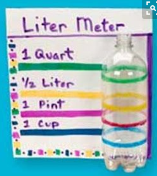 Liter Meter
1 Quart
½ Liter
1 Pint
1 Cup